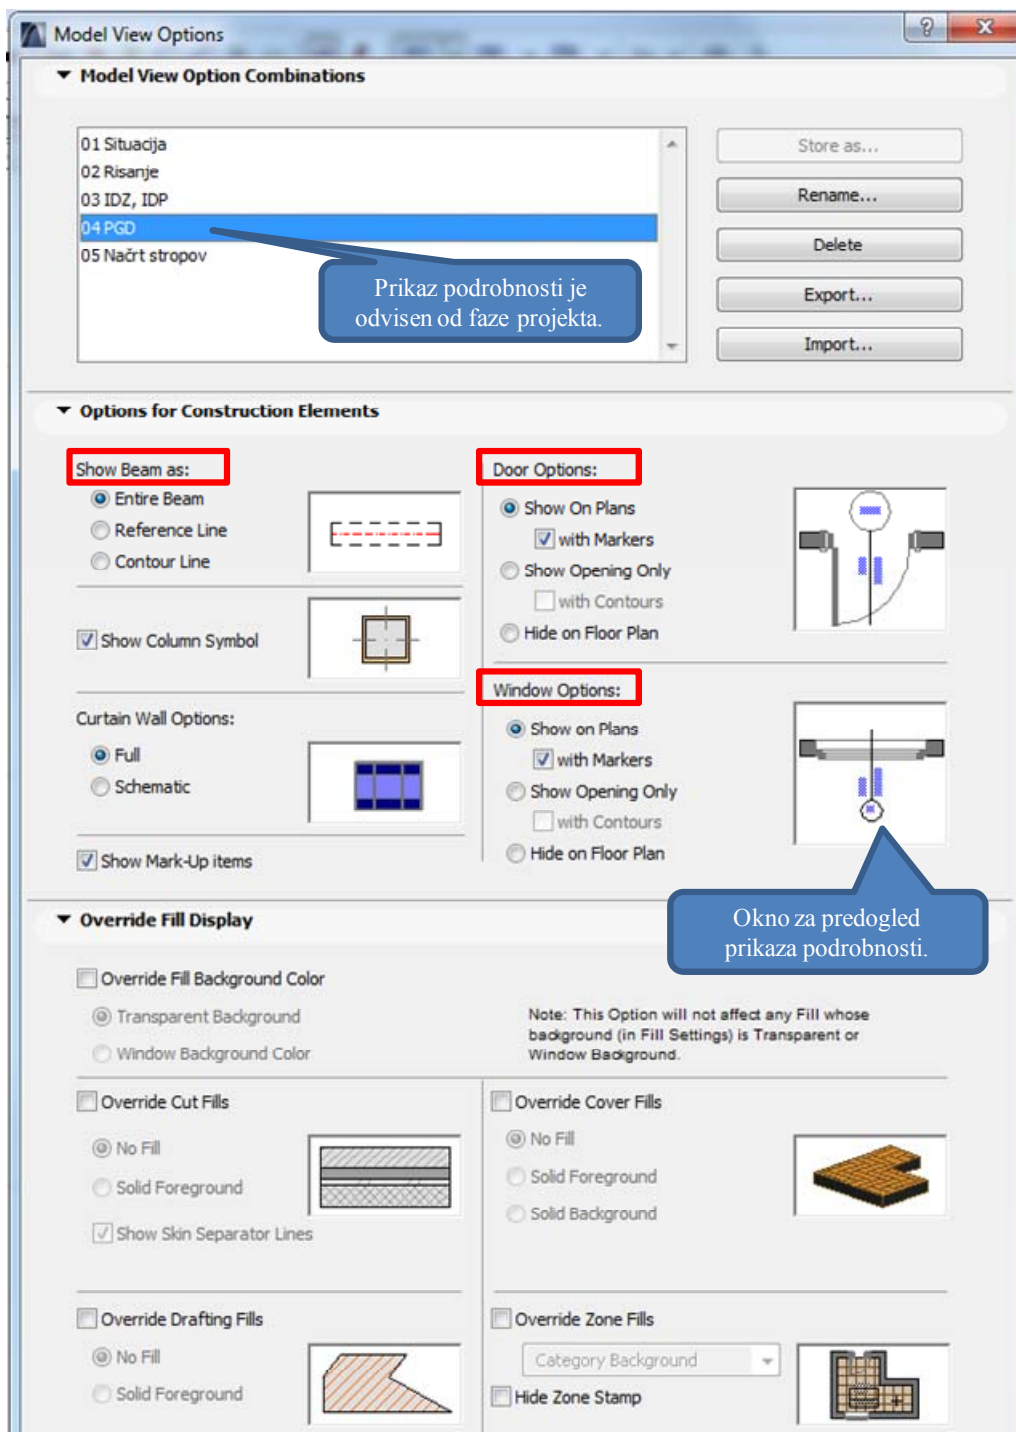 Model View Options
Model View Option Combinations
01 Situacija
02 Risanje
03 IDZ, IDP
04 PGD
05 Načrt stropov
Store as...
Rename...
Delete
Export...
Import...
Prikaz podrobnosti je
odvisen od faze projekta.
Options for Construction Elements
Show Beam as:
Entire Beam
Reference Line
Contour Line
Show Column Symbol
Curtain Wall Options:
Full
Schematic
Show Mark-Up items
Door Options:
Show On Plans
with Markers
Show Opening Only
with Contours
Hide on Floor Plan
Window Options:
Show on Plans
with Markers
Show Opening Only
with Contours
Hide on Floor Plan
Okno za predogled
prikaza podrobnosti.
Override Fill Display
Override Fill Background Color
Transparent Background
Window Background Color
Note: This Option will not affect any Fill whose
background (in Fill Settings) is Transparent or
Window Background.
Override Cut Fills
No Fill
Solid Foreground
Show Skin Separator Lines
Override Cover Fills
No Fill
Solid Foreground
Solid Background
Override Drafting Fills
No Fill
Solid Foreground
Override Zone Fills
Category Background
Hide Zone Stamp